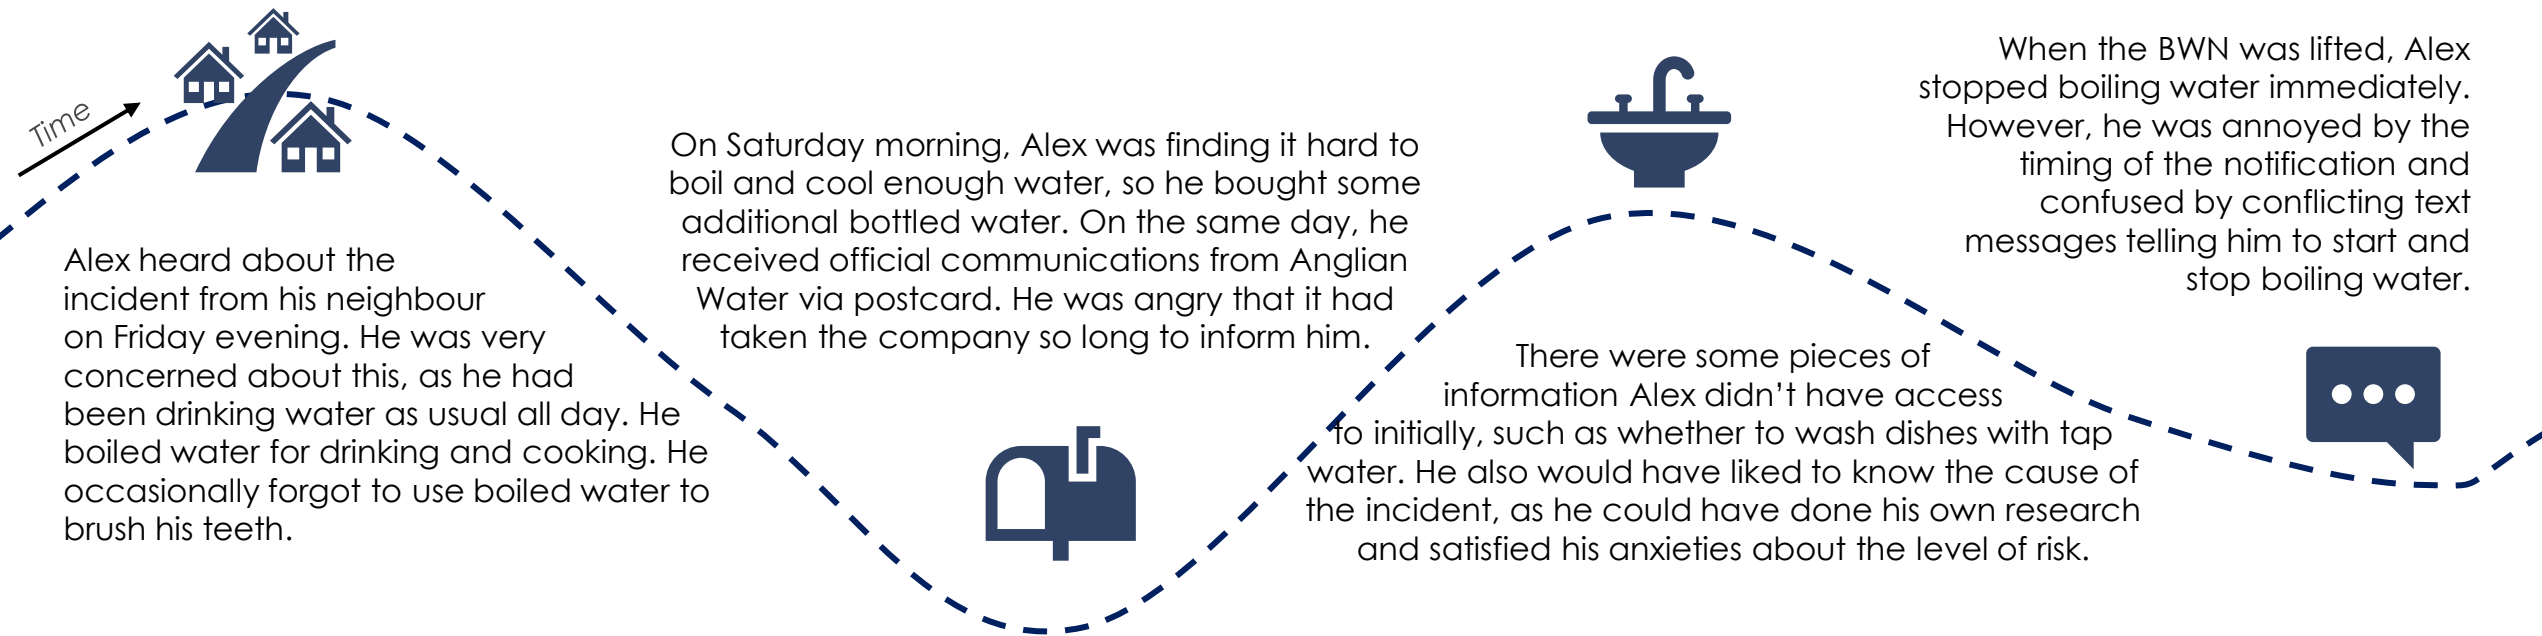 Time
Alex heard about the
incident from his neighbour
on Friday evening. He was very
concerned about this, as he had
been drinking water as usual all day. He
boiled water for drinking and cooking. He
occasionally forgot to use boiled water to
brush his teeth.
On Saturday morning, Alex was finding it hard to
boil and cool enough water, so he bought some
additional bottled water. On the same day, he
received official communications from Anglian
Water via postcard. He was angry that it had
taken the company so long to inform him.
There were some pieces of
information Alex didn’t have access
to initially, such as whether to wash dishes with tap
water. He also would have liked to know the cause of
the incident, as he could have done his own research
and satisfied his anxieties about the level of risk.
When the BWN was lifted, Alex
stopped boiling water immediately.
However, he was annoyed by the
timing of the notification and
confused by conflicting text
messages telling him to start and
stop boiling water.